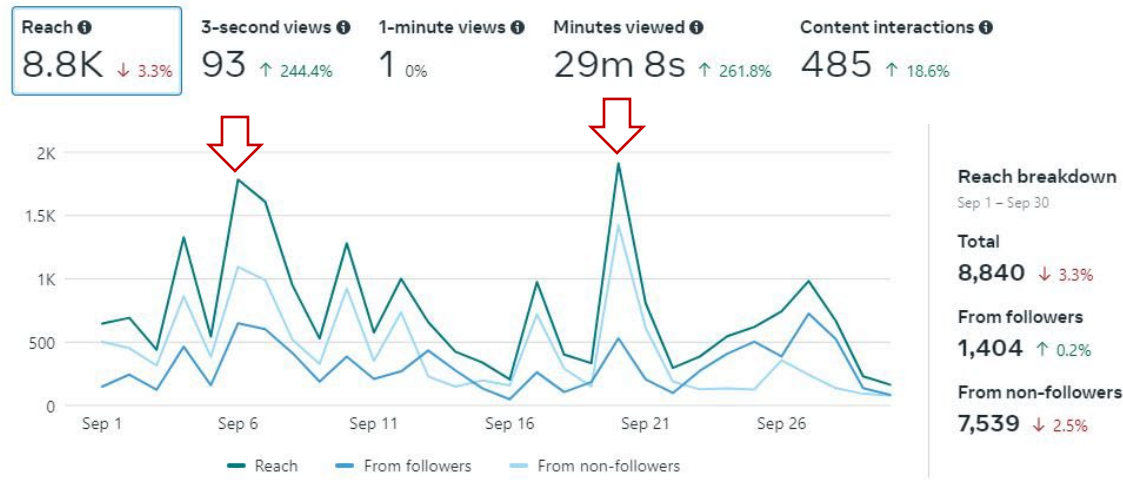 Reach 3-second views 1-minute views Minutes viewed Content interactions
8.8K ↓ 3.3% 93 ↑ 244.4% 1 0% 29m 8s ↑ 261.8% 485 ↑ 18.6%
2K
1.5K
1K
500
0
Sep 1 Sep 6 Sep 11 Sep 16 Sep 21 Sep 26
Reach From followers From non-followers
Reach breakdown
Sep 1 – Sep 30
Total
8,840 ↓ 3.3%
From followers
1,404 ↑ 0.2%
From non-followers
7,539 ↓ 2.5%